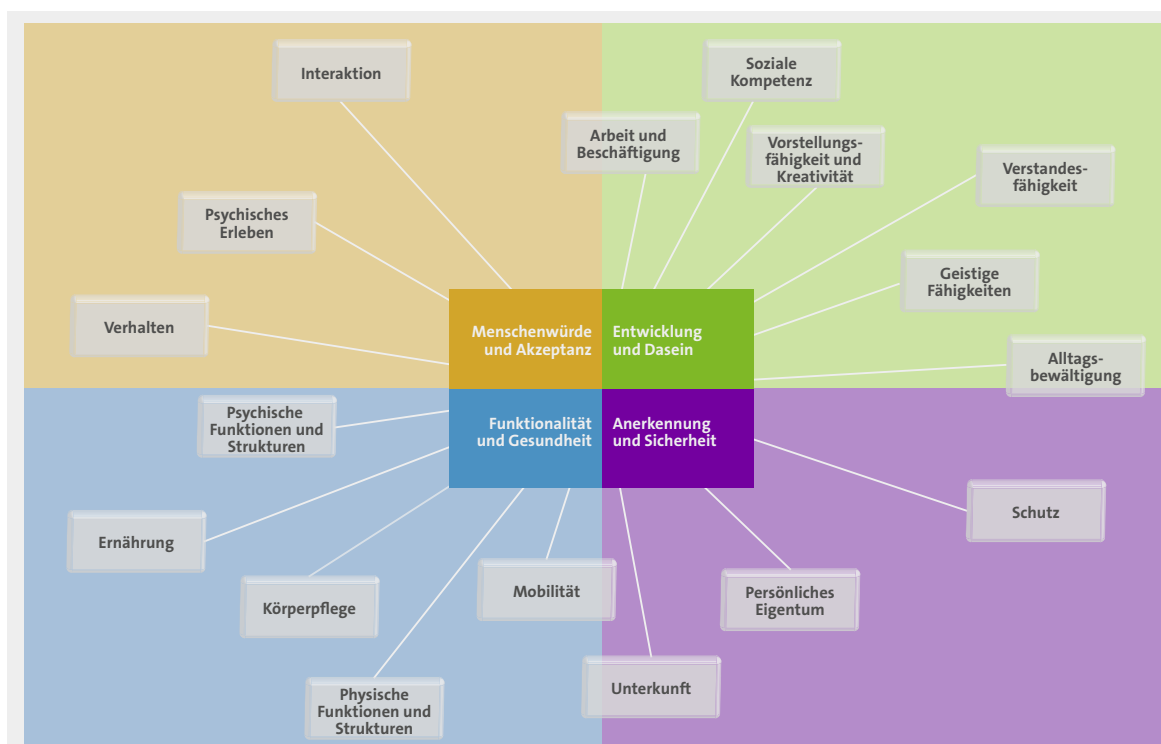 Interaktion
Psychisches
Erleben
Verhalten
Soziale
Kompetenz
Arbeit und
Beschäftigung
Vorstellungs-
fähigkeit und
Kreativität
Verstandes-
fähigkeit
Geistige
Fähigkeiten
Alltags-
bewältigung
Menschenwürde
und Akzeptanz
Entwicklung
und Dasein
Funktionalität
und Gesundheit
Anerkennung
und Sicherheit
Psychische
Funktionen und
Strukturen
Ernährung
Körperpflege
Physische
Funktionen und
Strukturen
Mobilität
Schutz
Persönliches
Eigentum
Unterkunft